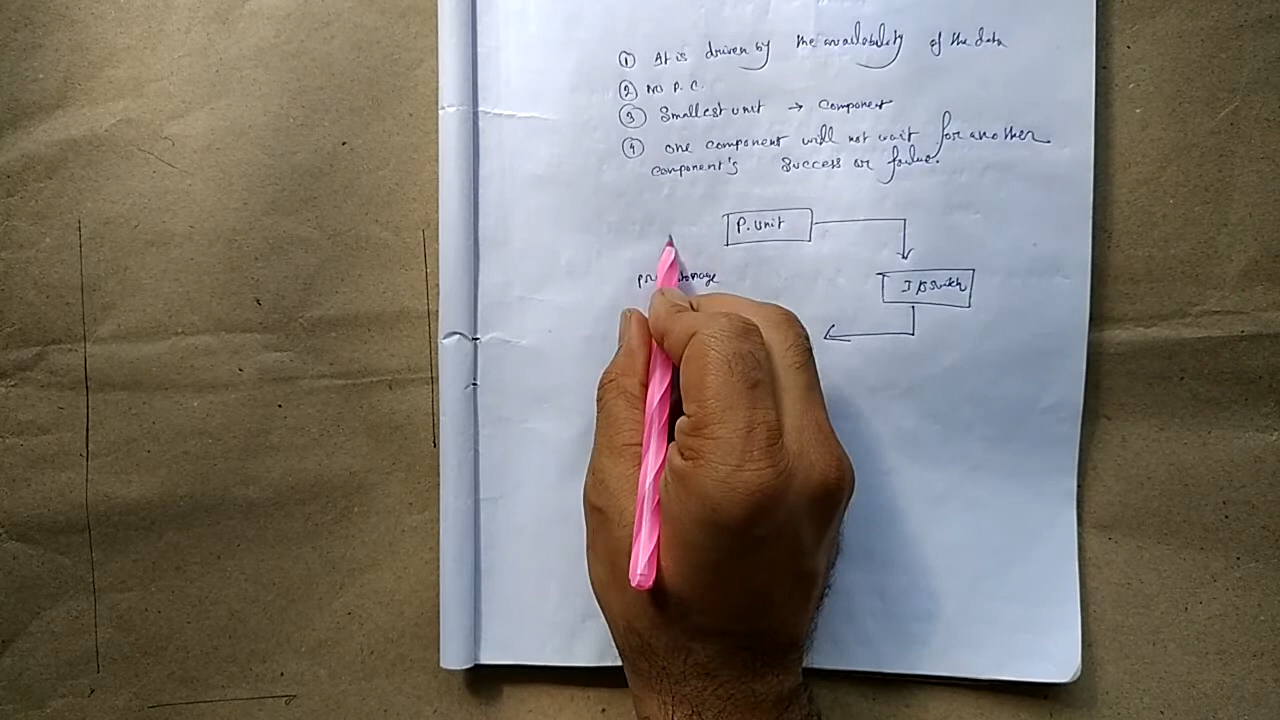 ① It is driven by the availability of the data
② No P.C.
③ Smallest unit → component
④ one component will not wait for another
component's success or failure.
P. Unit